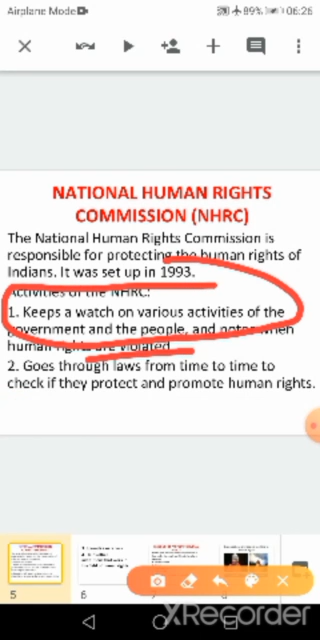 Airplane Mode
89%
06:26
NATIONAL HUMAN RIGHTS
COMMISSION (NHRC)
The National Human Rights Commission is
responsible for protecting the human rights of
Indians. It was set up in 1993.
Activities of the NHRC:
1. Keeps a watch on various activities of the
government and the people, and notes when
human rights are violated.
2. Goes through laws from time to time to
check if they protect and promote human rights.
5
6
XRecorder